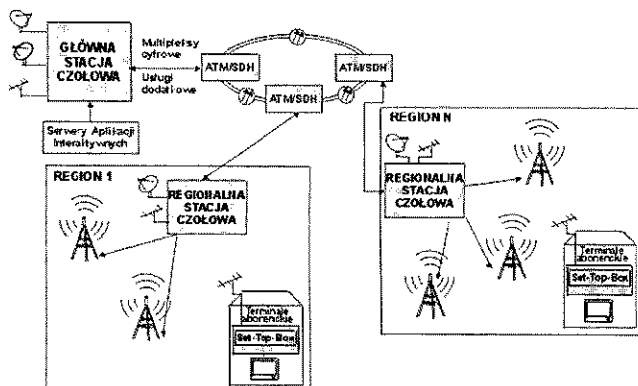 GŁÓWNA
STACJA
CZOŁOWA
Multipleksy
cyfrowe
Usługi
dodatkowe
ATM/SDH
ATM/SDH
ATM/SDH
Serwery Aplikacji
Interaktywnych
REGION 1
REGIONALNA
STACJA
CZOŁOWA
Terminale
abonenckie
Set-Top-Box
REGION N
REGIONALNA
STACJA
CZOŁOWA
Terminale
abonenckie
Set-Top-Box